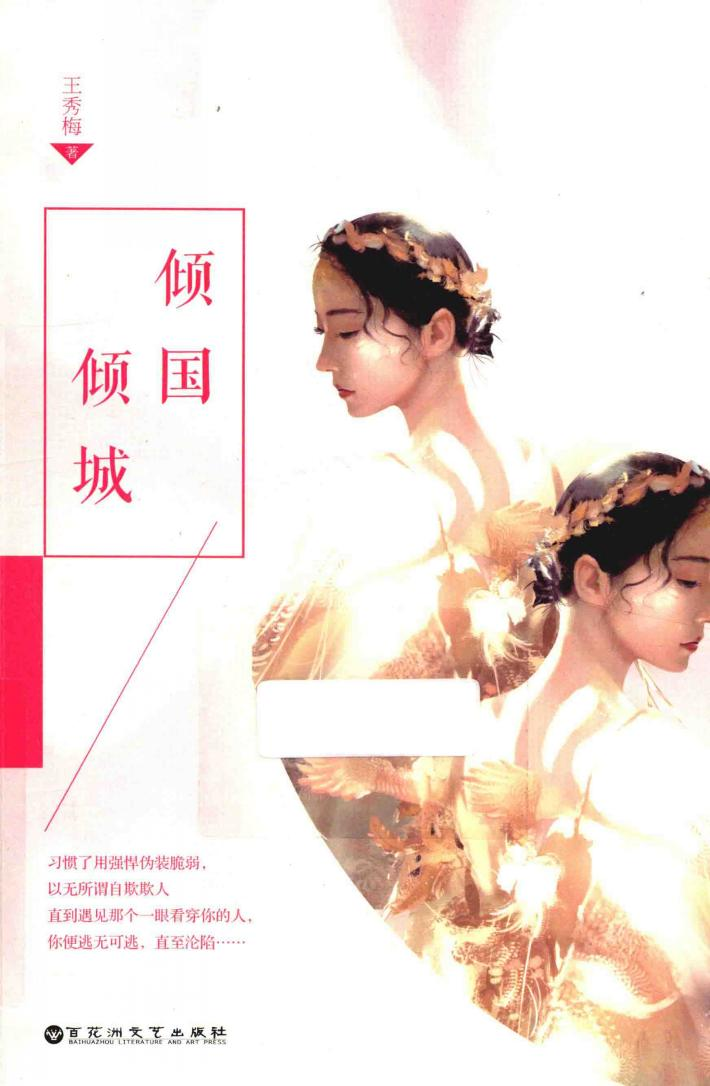 王秀梅
著
倾国
倾城
习惯了用强悍伪装脆弱，
以无所谓自欺欺人
直到遇见那个一眼看穿你的人，
你便逃无可逃，直至沦陷……
百花洲文艺出版社
BAIHUAZHOU LITERATURE AND ART PRESS